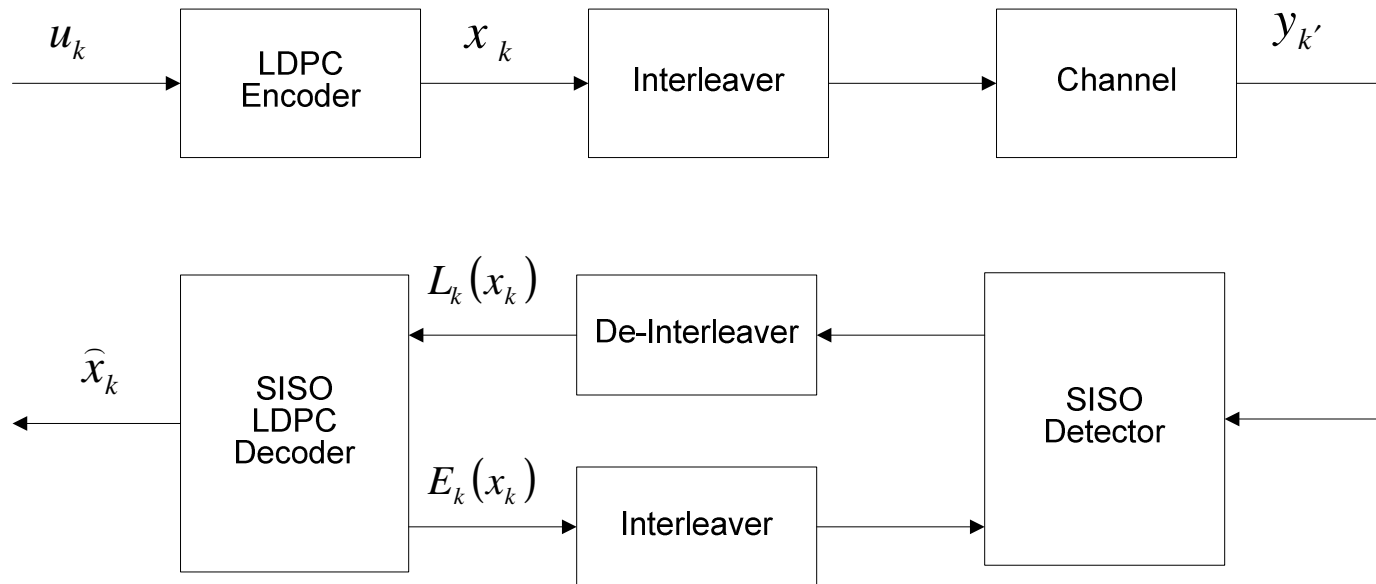 u_k
LDPC
Encoder
x_k
Interleaver
Channel
y_{k′}
L_k(x_k)
De-Interleaver
x̂_k
SISO
LDPC
Decoder
SISO
Detector
E_k(x_k)
Interleaver